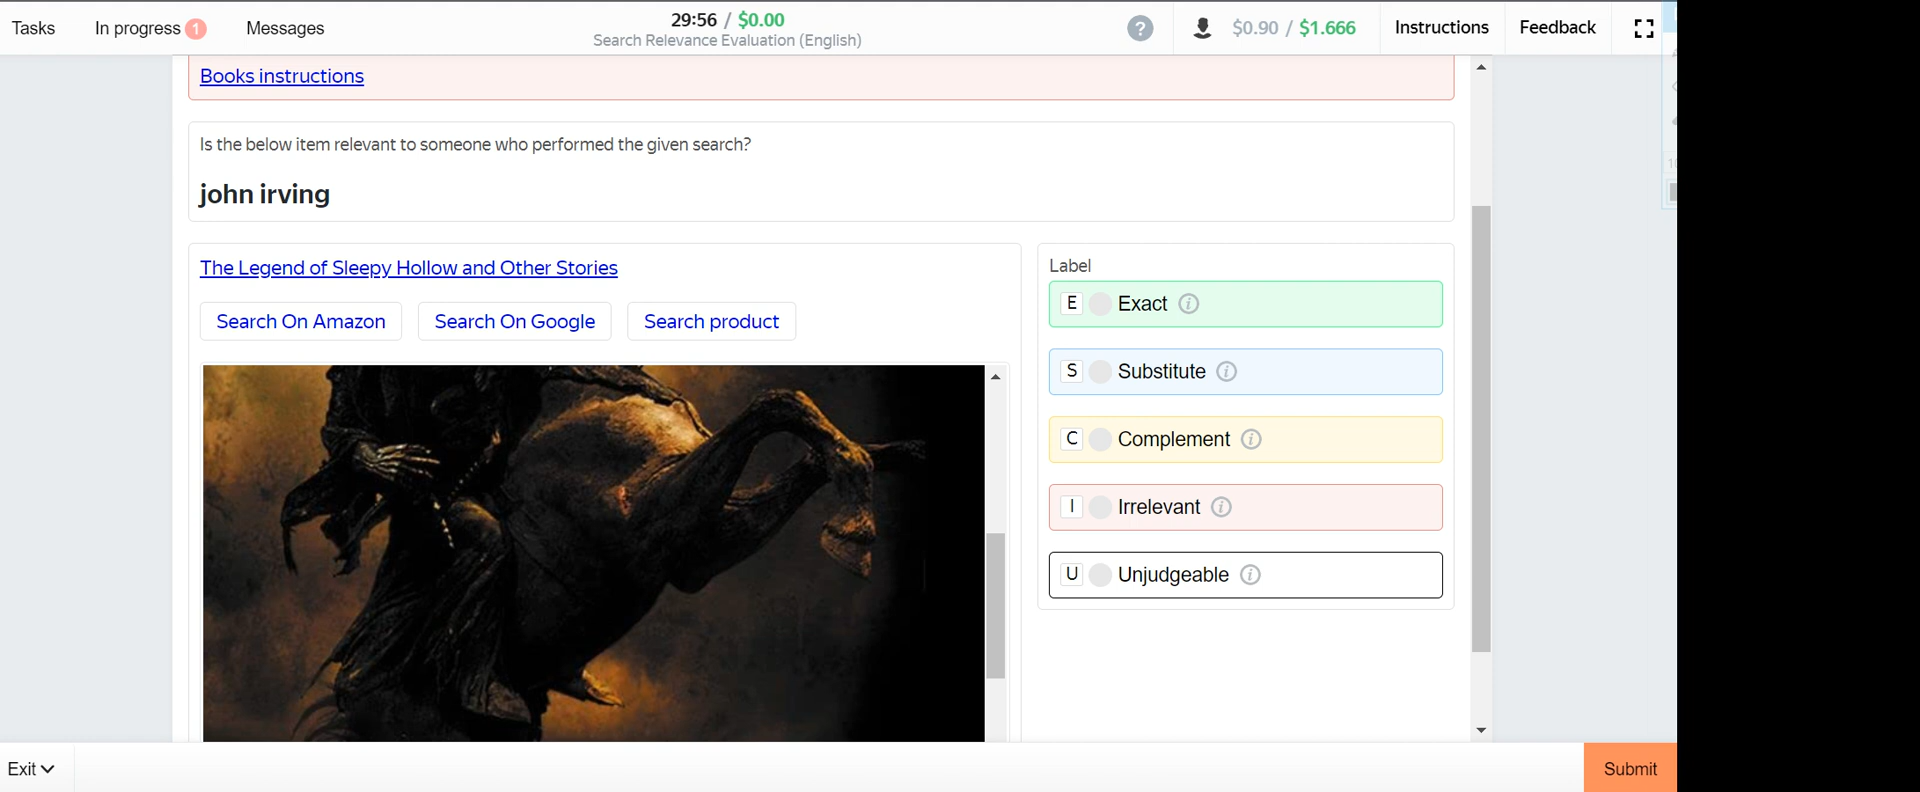 Tasks
In progress 1
Messages
29:56 / $0.00
Search Relevance Evaluation (English)
?
$0.90 / $1.666
Instructions
Feedback
Books instructions
Is the below item relevant to someone who performed the given search?
john irving
The Legend of Sleepy Hollow and Other Stories
Search On Amazon
Search On Google
Search product
Label
E Exact i
S Substitute i
C Complement i
I Irrelevant i
U Unjudgeable i
Exit
Submit